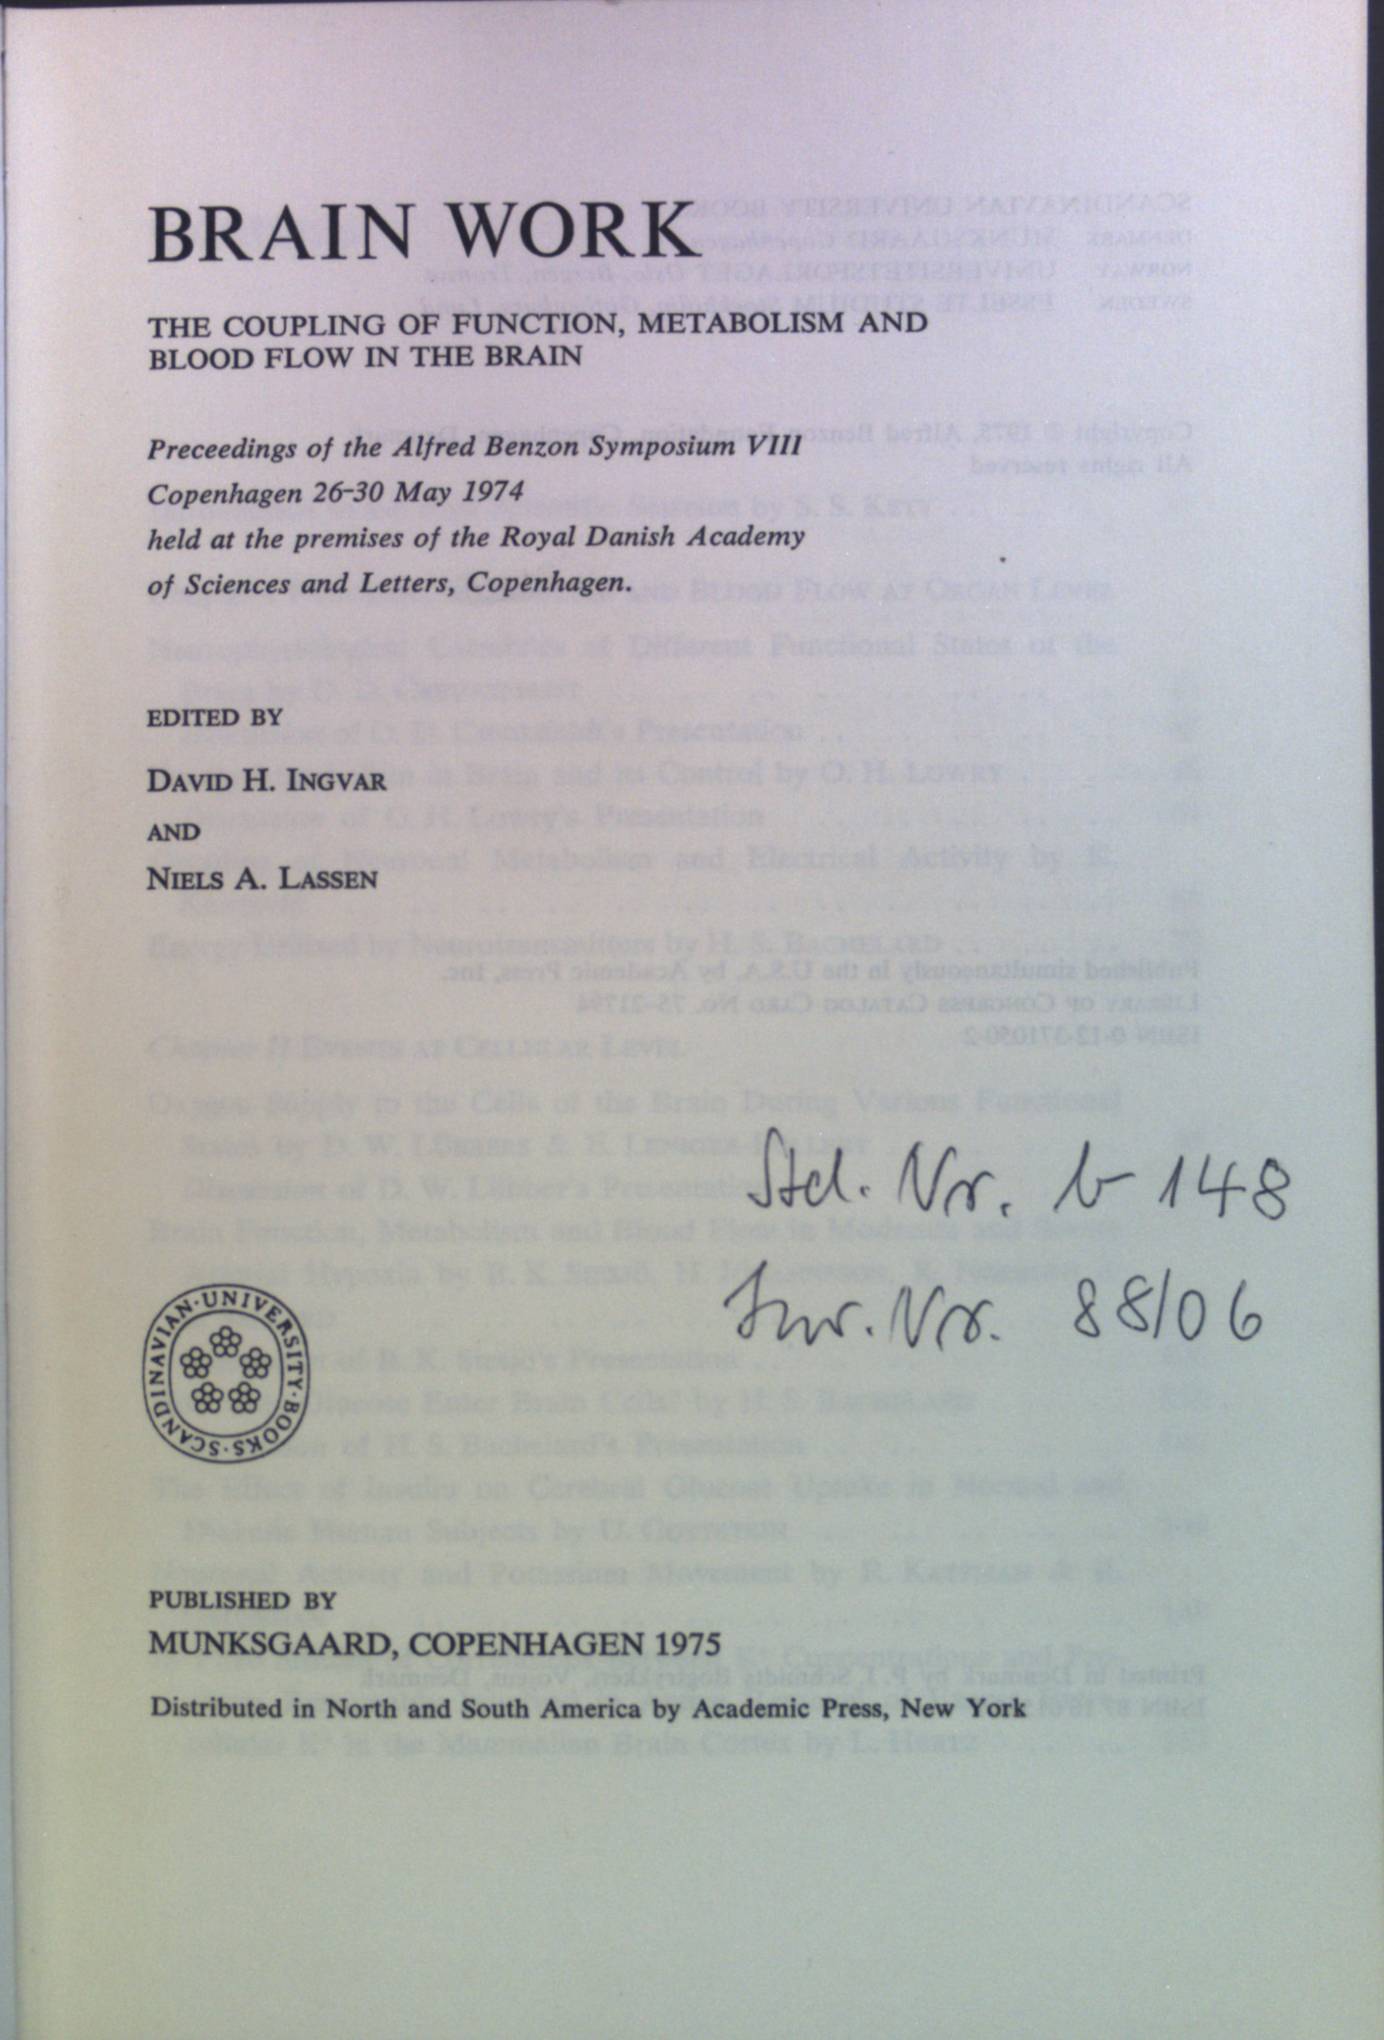 BRAIN WORK
THE COUPLING OF FUNCTION, METABOLISM AND
BLOOD FLOW IN THE BRAIN
Preceedings of the Alfred Benzon Symposium VIII
Copenhagen 26-30 May 1974
held at the premises of the Royal Danish Academy
of Sciences and Letters, Copenhagen.
EDITED BY
DAVID H. INGVAR
AND
NIELS A. LASSEN
Std. Nr. b 148
Inv. Nr. 88/06
SCANDINAVIAN·UNIVERSITY·BOOKS·
PUBLISHED BY
MUNKSGAARD, COPENHAGEN 1975
Distributed in North and South America by Academic Press, New York